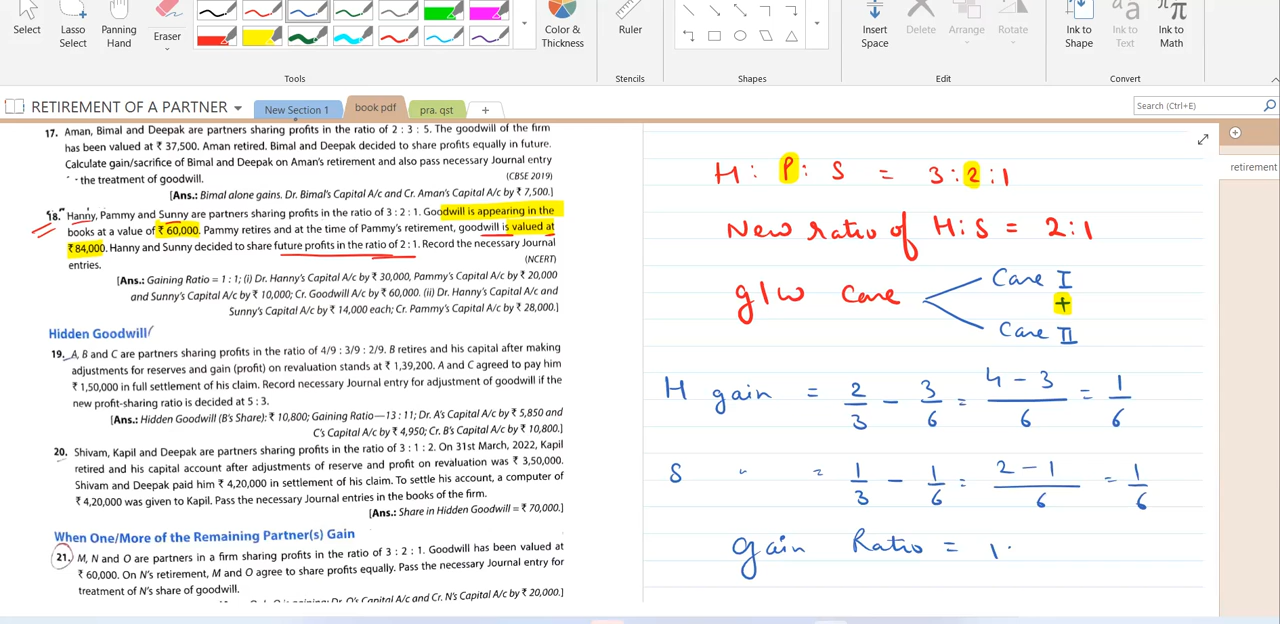 Select
Lasso Select
Panning Hand
Eraser
Color & Thickness
Ruler
Insert Space
Delete
Arrange
Rotate
Ink to Shape
Ink to Text
Ink to Math
Tools
Stencils
Shapes
Edit
Convert
RETIREMENT OF A PARTNER
New Section 1
book pdf
pra. qst
+
Search (Ctrl+E)
retirement
17. Aman, Bimal and Deepak are partners sharing profits in the ratio of 2 : 3 : 5. The goodwill of the firm
has been valued at ₹ 37,500. Aman retired. Bimal and Deepak decided to share profits equally in future.
Calculate gain/sacrifice of Bimal and Deepak on Aman's retirement and also pass necessary Journal entry
the treatment of goodwill. (CBSE 2019)
[Ans.: Bimal alone gains. Dr. Bimal's Capital A/c and Cr. Aman's Capital A/c by ₹ 7,500.]
18. Hanny, Pammy and Sunny are partners sharing profits in the ratio of 3 : 2 : 1. Goodwill is appearing in the
books at a value of ₹ 60,000. Pammy retires and at the time of Pammy's retirement, goodwill is valued at
₹ 84,000. Hanny and Sunny decided to share future profits in the ratio of 2 : 1. Record the necessary Journal
entries. (NCERT)
[Ans.: Gaining Ratio = 1 : 1; (i) Dr. Hanny's Capital A/c by ₹ 30,000, Pammy's Capital A/c by ₹ 20,000
and Sunny's Capital A/c by ₹ 10,000; Cr. Goodwill A/c by ₹ 60,000. (ii) Dr. Hanny's Capital A/c and
Sunny's Capital A/c by ₹ 14,000 each; Cr. Pammy's Capital A/c by ₹ 28,000.]
Hidden Goodwill
19. A, B and C are partners sharing profits in the ratio of 4/9 : 3/9 : 2/9. B retires and his capital after making
adjustments for reserves and gain (profit) on revaluation stands at ₹ 1,39,200. A and C agreed to pay him
₹ 1,50,000 in full settlement of his claim. Record necessary Journal entry for adjustment of goodwill if the
new profit-sharing ratio is decided at 5 : 3.
[Ans.: Hidden Goodwill (B's Share): ₹ 10,800; Gaining Ratio—13 : 11; Dr. A's Capital A/c by ₹ 5,850 and
C's Capital A/c by ₹ 4,950; Cr. B's Capital A/c by ₹ 10,800.]
20. Shivam, Kapil and Deepak are partners sharing profits in the ratio of 3 : 1 : 2. On 31st March, 2022, Kapil
retired and his capital account after adjustments of reserve and profit on revaluation was ₹ 3,50,000.
Shivam and Deepak paid him ₹ 4,20,000 in settlement of his claim. To settle his account, a computer of
₹ 4,20,000 was given to Kapil. Pass the necessary Journal entries in the books of the firm.
[Ans.: Share in Hidden Goodwill = ₹ 70,000.]
When One/More of the Remaining Partner(s) Gain
21. M, N and O are partners in a firm sharing profits in the ratio of 3 : 2 : 1. Goodwill has been valued at
₹ 60,000. On N's retirement, M and O agree to share profits equally. Pass the necessary Journal entry for
treatment of N's share of goodwill.
Dr. O's Capital A/c and Cr. N's Capital A/c by ₹ 20,000.]
H : P : S = 3 : 2 : 1
New ratio of H : S = 2 : 1
g/w Case
Case I
+
Case II
H gain = 2/3 - 3/6 = 4 - 3/6 = 1/6
S " = 1/3 - 1/6 = 2 - 1/6 = 1/6
gain Ratio = 1 :